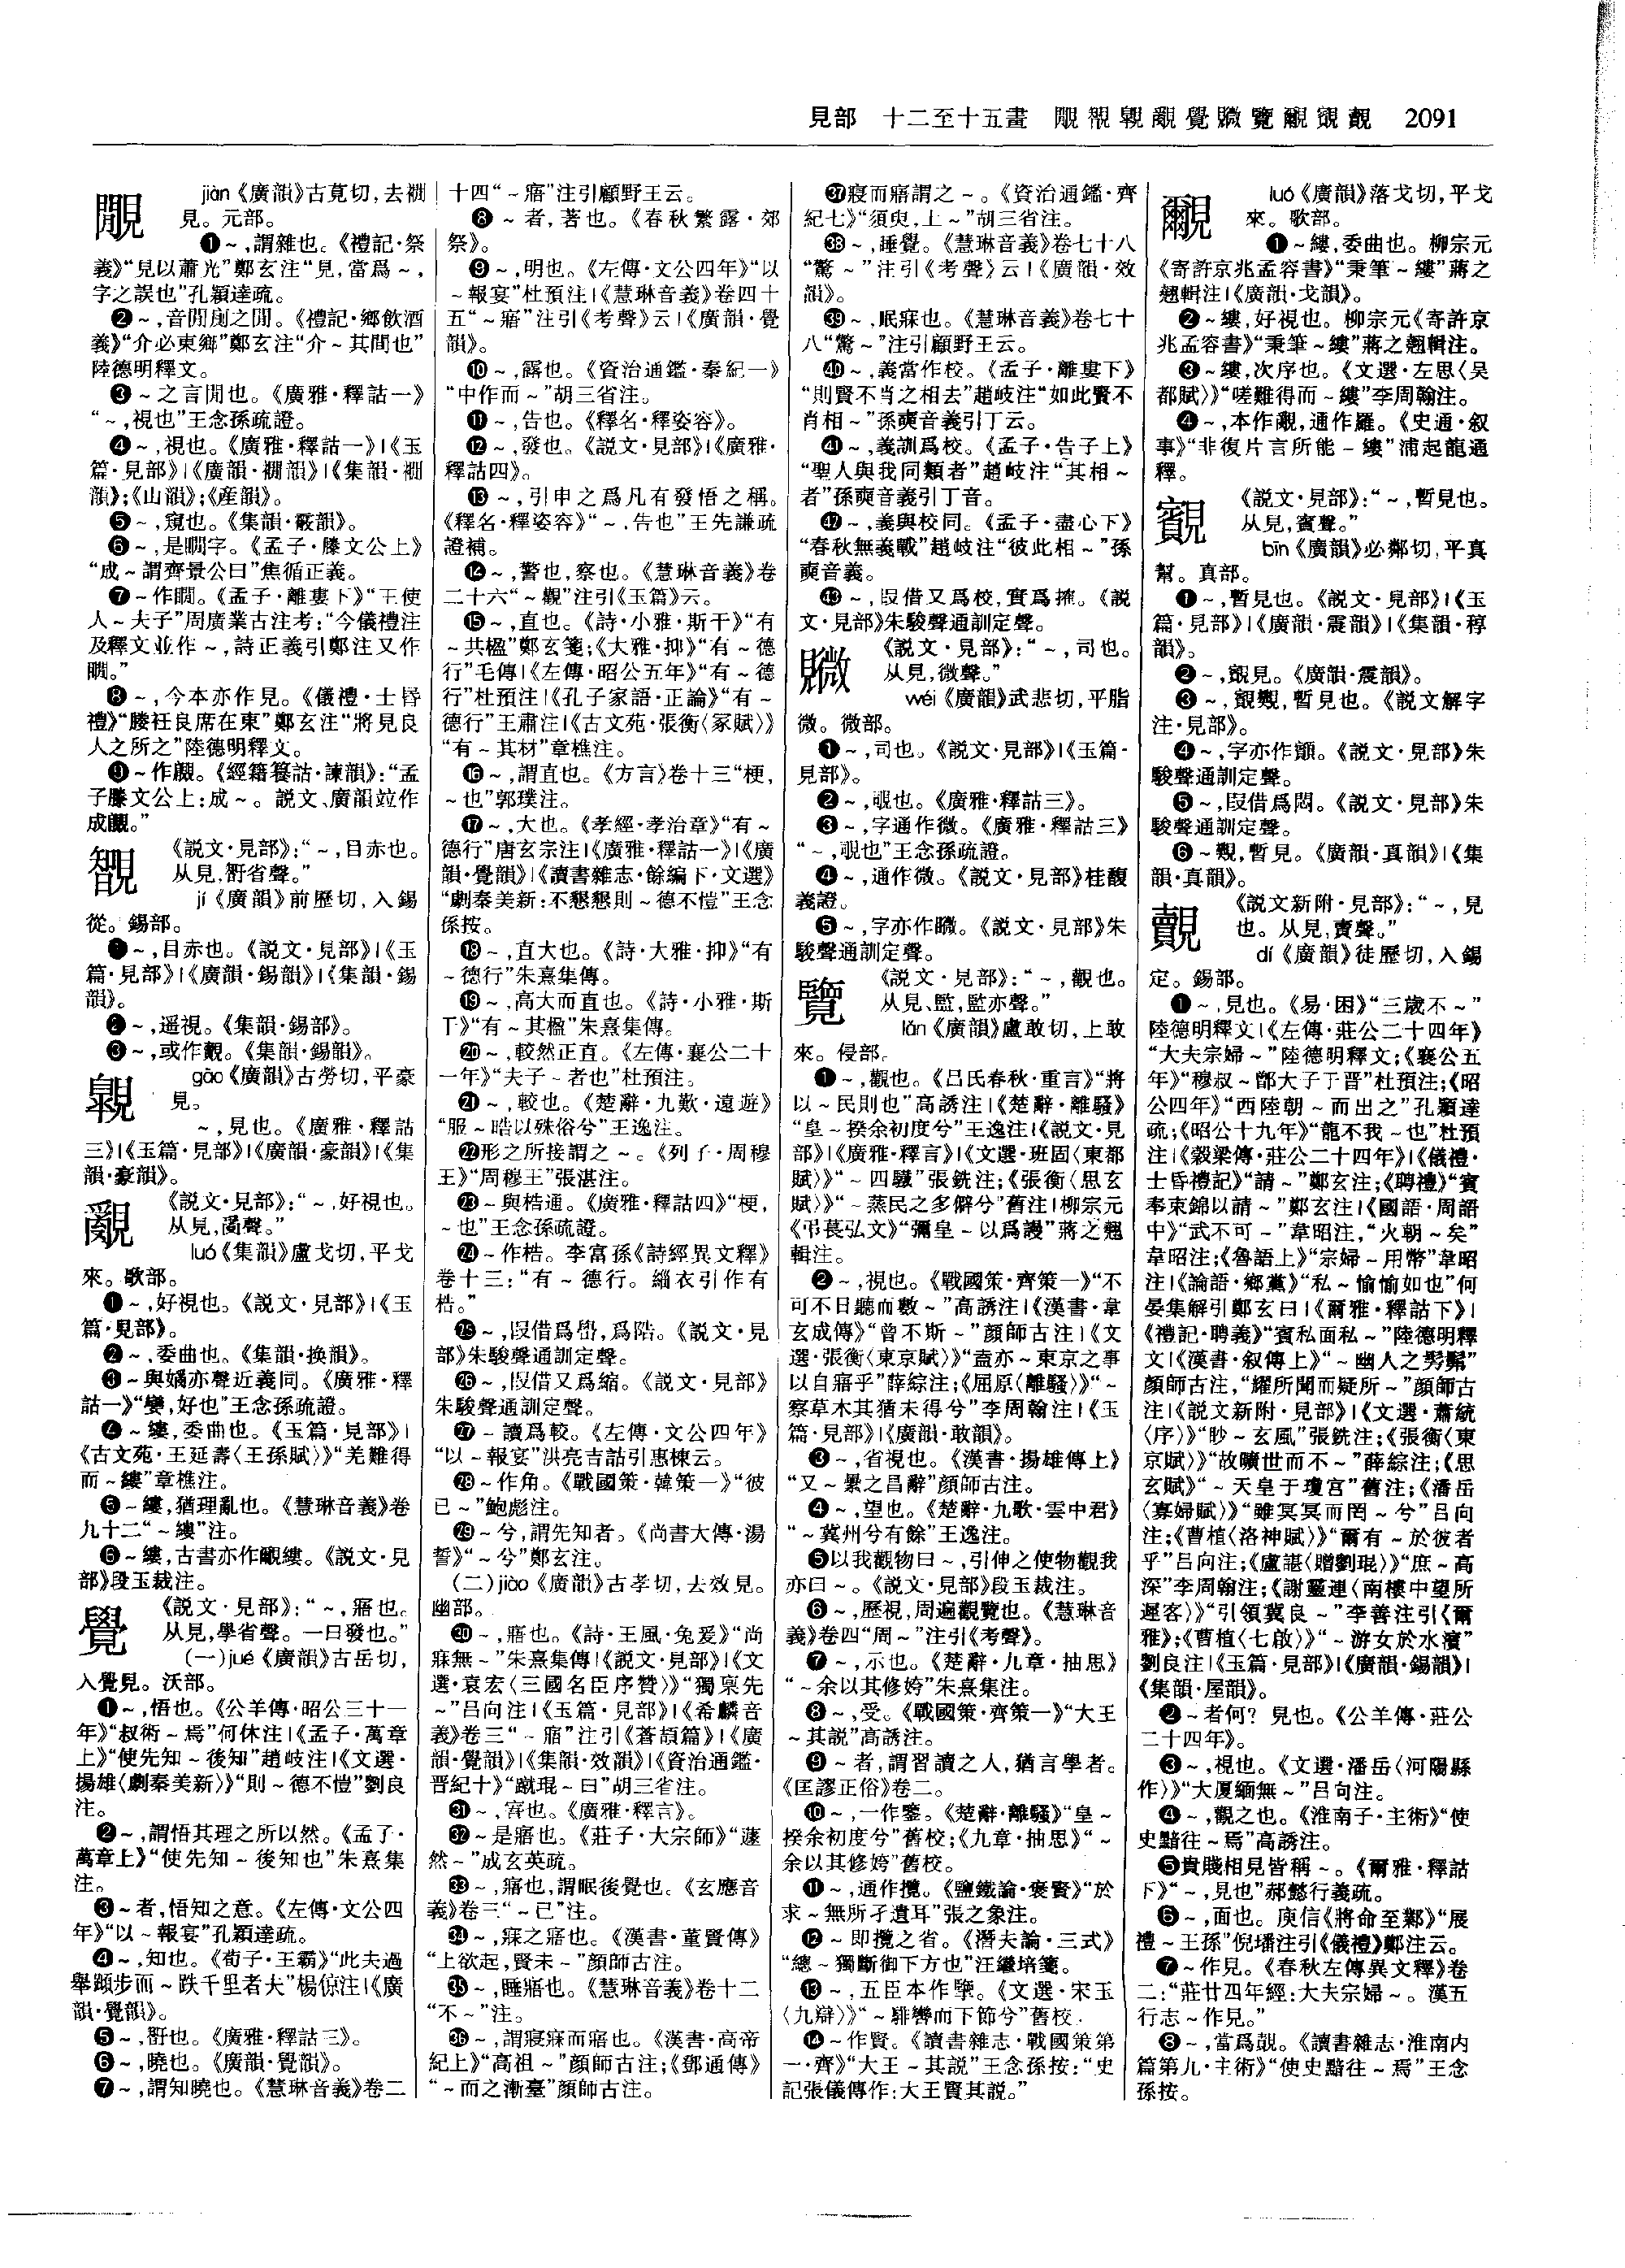 見部　十二至十五畫　覸覴𧢌覶覺覹覽覼覾覿　2091
覸
jiàn《廣韻》古莧切，去襉
見。元部。
❶～，謂雜也。《禮記·祭
義》“見以蕭光”鄭玄注“見，當爲～，
字之誤也”孔穎達疏。
❷～，音閒廁之閒。《禮記·鄉飲酒
義》“介必東鄉”鄭玄注“介～其間也”
陸德明釋文。
❸～之言閒也。《廣雅·釋詁一》
“～，視也”王念孫疏證。
❹～，視也。《廣雅·釋詁一》|《玉
篇·見部》|《廣韻·襉韻》|《集韻·襉
韻》；《山韻》；《産韻》。
❺～，窺也。《集韻·霰韻》。
❻～，是瞷字。《孟子·滕文公上》
“成～謂齊景公曰”焦循正義。
❼～作瞷。《孟子·離婁下》“王使
人～夫子”周廣業古注考：“今儀禮注
及釋文並作～，詩正義引鄭注又作
瞷。”
❽～，今本亦作見。《儀禮·士昏
禮》“媵衽良席在東”鄭玄注“將見良
人之所之”陸德明釋文。
❾～作覵。《經籍籑詁·諫韻》：“孟
子滕文公上：成～。説文、廣韻竝作
成覵。”
《説文·見部》：“～，目赤也。
从見，𥏼省聲。”
jí《廣韻》前歷切，入錫
從。錫部。
❶～，目赤也。《説文·見部》|《玉
篇·見部》|《廣韻·錫韻》|《集韻·錫
韻》。
❷～，遥視。《集韻·錫部》。
❸～，或作覿。《集韻·錫韻》。
gāo《廣韻》古勞切，平豪
見。
～，見也。《廣雅·釋詁
三》|《玉篇·見部》|《廣韻·豪韻》|《集
韻·豪韻》。
覶
《説文·見部》：“～，好視也。
从見，𤔔聲。”
luó《集韻》盧戈切，平戈
來。歌部。
❶～，好視也。《説文·見部》|《玉
篇·見部》。
❷～，委曲也。《集韻·换韻》。
❸～與嫡亦聲近義同。《廣雅·釋
詁一》“孌，好也”王念孫疏證。
❹～縷，委曲也。《玉篇·見部》|
《古文苑·王延壽〈王孫賦〉》“羌難得
而～縷”章樵注。
❺～縷，猶理亂也。《慧琳音義》卷
九十二“～縷”注。
❻～縷，古書亦作覼縷。《説文·見
部》段玉裁注。
覺
《説文·見部》：“～，寤也。
从見，學省聲。一曰發也。”
(一)jué《廣韻》古岳切，
入覺見。沃部。
❶～，悟也。《公羊傳·昭公三十一
年》“叔術～焉”何休注|《孟子·萬章
上》“使先知～後知”趙岐注|《文選·
揚雄〈劇秦美新〉》“則～德不愷”劉良
注。
❷～，謂悟其理之所以然。《孟子·
萬章上》“使先知～後知也”朱熹集
注。
❸～者，悟知之意。《左傳·文公四
年》“以～報宴”孔穎達疏。
❹～，知也。《荀子·王霸》“此夫過
舉蹞步而～跌千里者夫”楊倞注|《廣
韻·覺韻》。
❺～，䚹也。《廣雅·釋詁三》。
❻～，曉也。《廣韻·覺韻》。
❼～，謂知曉也。《慧琳音義》卷二
十四“～寤”注引顧野王云。
❽～者，著也。《春秋繁露·郊
祭》。
❾～，明也。《左傳·文公四年》“以
～報宴”杜預注|《慧琳音義》卷四十
五“～寤”注引《考聲》云|《廣韻·覺
韻》。
❿～，露也。《資治通鑑·秦紀一》
“中作而～”胡三省注。
⓫～，告也。《釋名·釋姿容》。
⓬～，發也。《説文·見部》|《廣雅·
釋詁四》。
⓭～，引申之爲凡有發悟之稱。
《釋名·釋姿容》“～，告也”王先謙疏
證補。
⓮～，警也，察也。《慧琳音義》卷
二十六“～觀”注引《玉篇》云。
⓯～，直也。《詩·小雅·斯干》“有
～其楹”鄭玄箋；《大雅·抑》“有～德
行”毛傳|《左傳·昭公五年》“有～德
行”杜預注|《孔子家語·正論》“有～
德行”王肅注|《古文苑·張衡〈冢賦〉》
“有～其材”章樵注。
⓰～，謂直也。《方言》卷十三“梗，
～也”郭璞注。
⓱～，大也。《孝經·孝治章》“有～
德行”唐玄宗注|《廣雅·釋詁一》|《廣
韻·覺韻》|《讀書雜志·餘編下·文選》
“劇秦美新：不懇懇則～德不愷”王念
孫按。
⓲～，直大也。《詩·大雅·抑》“有
～德行”朱熹集傳。
⓳～，高大而直也。《詩·小雅·斯
干》“有～其楹”朱熹集傳。
⓴～，較然正直。《左傳·襄公二十
一年》“夫子～者也”杜預注。
㉑～，較也。《楚辭·九歎·遠遊》
“服～晧以殊俗兮”王逸注。
㉒形之所接謂之～。《列子·周穆
王》“周穆王”張湛注。
㉓～與梏通。《廣雅·釋詁四》“梗，
～也”王念孫疏證。
㉔～作梏。李富孫《詩經異文釋》
卷十三：“有～德行。緇衣引作有
梏。”
㉕～，叚借爲嶨，爲陼。《説文·見
部》朱駿聲通訓定聲。
㉖～，叚借又爲縮。《説文·見部》
朱駿聲通訓定聲。
㉗～讀爲較。《左傳·文公四年》
“以～報宴”洪亮吉詁引惠棟云。
㉘～作角。《戰國策·韓策一》“彼
已～”鮑彪注。
㉙～兮，謂先知者。《尚書大傳·湯
誓》“～兮”鄭玄注。
(二)jiào《廣韻》古孝切，去效見。
幽部。
㉚～，寤也。《詩·王風·兔爰》“尚
寐無～”朱熹集傳|《説文·見部》|《文
選·袁宏〈三國名臣序贊〉》“獨稟先
～”吕向注|《玉篇·見部》|《希麟音
義》卷三“～寤”注引《蒼頡篇》|《廣
韻·覺韻》|《集韻·效韻》|《資治通鑑·
晋紀十》“蹴琨～曰”胡三省注。
㉛～，𡩡也。《廣雅·釋言》。
㉜～是寤也。《莊子·大宗師》“蘧
然～”成玄英疏。
㉝～，寤也，謂眠後覺也。《玄應音
義》卷三“～已”注。
㉞～，寐之寤也。《漢書·董賢傳》
“上欲起，賢未～”顔師古注。
㉟～，睡寤也。《慧琳音義》卷十二
“不～”注。
㊱～，謂寢寐而寤也。《漢書·高帝
紀上》“高祖～”顔師古注；《鄧通傳》
“～而之漸臺”顔師古注。
㊲寢而寤謂之～。《資治通鑑·齊
紀七》“須臾，上～”胡三省注。
㊳～，睡覺。《慧琳音義》卷七十八
“驚～”注引《考聲》云|《廣韻·效
韻》。
㊴～，眠寐也。《慧琳音義》卷七十
八“驚～”注引顧野王云。
㊵～，義當作校。《孟子·離婁下》
“則賢不肖之相去”趙岐注“如此賢不
肖相～”孫奭音義引丁云。
㊶～，義訓爲校。《孟子·告子上》
“聖人與我同類者”趙岐注“其相～
者”孫奭音義引丁音。
㊷～，義與校同。《孟子·盡心下》
“春秋無義戰”趙岐注“彼此相～”孫
奭音義。
㊸～，叚借又爲校，實爲搉。《説
文·見部》朱駿聲通訓定聲。
覹
《説文·見部》：“～，司也。
从見，微聲。”
wéi《廣韻》武悲切，平脂
微。微部。
❶～，司也。《説文·見部》|《玉篇·
見部》。
❷～，覗也。《廣雅·釋詁三》。
❸～，字通作微。《廣雅·釋詁三》
“～，覗也”王念孫疏證。
❹～，通作微。《説文·見部》桂馥
義證。
❺～，字亦作矀。《説文·見部》朱
駿聲通訓定聲。
覽
《説文·見部》：“～，觀也。
从見、監，監亦聲。”
lǎn《廣韻》盧敢切，上敢
來。侵部。
❶～，觀也。《吕氏春秋·重言》“將
以～民則也”高誘注|《楚辭·離騷》
“皇～揆余初度兮”王逸注|《説文·見
部》|《廣雅·釋言》|《文選·班固〈東都
賦〉》“～四驖”張銑注；《張衡〈思玄
賦〉》“～蒸民之多僻兮”舊注|柳宗元
《弔萇弘文》“彌皇～以爲謾”蔣之翹
輯注。
❷～，視也。《戰國策·齊策一》“不
可不日聽而數～”高誘注|《漢書·韋
玄成傳》“曾不斯～”顔師古注|《文
選·張衡〈東京賦〉》“蓋亦～東京之事
以自寤乎”薛綜注；《屈原〈離騷〉》“～
察草木其猶未得兮”李周翰注|《玉
篇·見部》|《廣韻·敢韻》。
❸～，省視也。《漢書·揚雄傳上》
“又～纍之昌辭”顔師古注。
❹～，望也。《楚辭·九歌·雲中君》
“～冀州兮有餘”王逸注。
❺以我觀物曰～，引伸之使物觀我
亦曰～。《説文·見部》段玉裁注。
❻～，歷視，周遍觀覽也。《慧琳音
義》卷四“周～”注引《考聲》。
❼～，示也。《楚辭·九章·抽思》
“～余以其修姱”朱熹集注。
❽～，受。《戰國策·齊策一》“大王
～其説”高誘注。
❾～者，謂習讀之人，猶言學者。
《匡謬正俗》卷二。
❿～，一作鑒。《楚辭·離騷》“皇～
揆余初度兮”舊校；《九章·抽思》“～
余以其修姱”舊校。
⓫～，通作攬。《鹽鐵論·褒賢》“於
求～無所孑遺耳”張之象注。
⓬～即攬之省。《潛夫論·三式》
“總～獨斷御下方也”汪繼培箋。
⓭～，五臣本作擥。《文選·宋玉
〈九辯〉》“～騑轡而下節兮”舊校。
⓮～作賢。《讀書雜志·戰國策第
一·齊》“大王～其説”王念孫按：“史
記張儀傳作：大王賢其説。”
覼
luó《廣韻》落戈切，平戈
來。歌部。
❶～縷，委曲也。柳宗元
《寄許京兆孟容書》“秉筆～縷”蔣之
翹輯注|《廣韻·戈韻》。
❷～縷，好視也。柳宗元《寄許京
兆孟容書》“秉筆～縷”蔣之翹輯注。
❸～縷，次序也。《文選·左思〈吴
都賦〉》“嗟難得而～縷”李周翰注。
❹～，本作覶，通作羅。《史通·叙
事》“非復片言所能～縷”浦起龍通
釋。
覾
《説文·見部》：“～，暫見也。
从見，賓聲。”
bīn《廣韻》必鄰切，平真
幫。真部。
❶～，暫見也。《説文·見部》|《玉
篇·見部》|《廣韻·震韻》|《集韻·稕
韻》。
❷～，覰見。《廣韻·震韻》。
❸～，覰覾，暫見也。《説文解字
注·見部》。
❹～，字亦作顮。《説文·見部》朱
駿聲通訓定聲。
❺～，叚借爲悶。《説文·見部》朱
駿聲通訓定聲。
❻～覾，暫見。《廣韻·真韻》|《集
韻·真韻》。
覿
《説文新附·見部》：“～，見
也。从見，賣聲。”
dí《廣韻》徒歷切，入錫
定。錫部。
❶～，見也。《易·困》“三歲不～”
陸德明釋文|《左傳·莊公二十四年》
“大夫宗婦～”陸德明釋文；《襄公五
年》“穆叔～鄫大子于晋”杜預注；《昭
公四年》“西陸朝～而出之”孔穎達
疏；《昭公十九年》“龍不我～也”杜預
注|《穀梁傳·莊公二十四年》|《儀禮·
士昏禮記》“請～”鄭玄注；《聘禮》“賓
奉束錦以請～”鄭玄注|《國語·周語
中》“武不可～”韋昭注，“火朝～矣”
韋昭注；《魯語上》“宗婦～用幣”韋昭
注|《論語·鄉黨》“私～愉愉如也”何
晏集解引鄭玄曰|《爾雅·釋詁下》|
《禮記·聘義》“賓私面私～”陸德明釋
文|《漢書·叙傳上》“～幽人之髣髴”
顔師古注，“耀所聞而疑所～”顔師古
注|《説文新附·見部》|《文選·蕭統
〈序〉》“眇～玄風”張銑注；《張衡〈東
京賦〉》“故曠世而不～”薛綜注；《思
玄賦》“～天皇于瓊宫”舊注；《潘岳
〈寡婦賦〉》“雖冥冥而罔～兮”吕向
注；《曹植〈洛神賦〉》“爾有～於彼者
乎”吕向注；《盧諶〈贈劉琨〉》“庶～高
深”李周翰注；《謝靈運〈南樓中望所
遲客〉》“引領冀良～”李善注引《爾
雅》；《曹植〈七啟〉》“～游女於水濱”
劉良注|《玉篇·見部》|《廣韻·錫韻》|
《集韻·屋韻》。
❷～者何？見也。《公羊傳·莊公
二十四年》。
❸～，視也。《文選·潘岳〈河陽縣
作〉》“大厦緬無～”吕向注。
❹～，觀之也。《淮南子·主術》“使
史黯往～焉”高誘注。
❺貴賤相見皆稱～。《爾雅·釋詁
下》“～，見也”郝懿行義疏。
❻～，面也。庾信《將命至鄴》“展
禮～王孫”倪璠注引《儀禮》鄭注云。
❼～作見。《春秋左傳異文釋》卷
二：“莊廿四年經：大夫宗婦～。漢五
行志～作見。”
❽～，當爲覘。《讀書雜志·淮南内
篇第九·主術》“使史黯往～焉”王念
孫按。